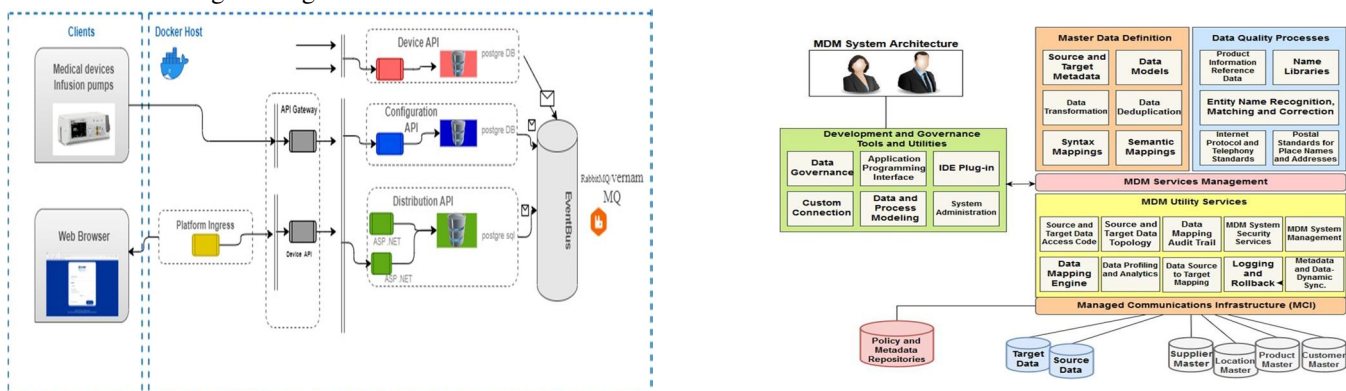 Clients
Docker Host
Medical devices
Infusion pumps
Web Browser
Platform Ingress
API Gateway
Device API
Device API
postgre DB
Configuration
API
postgre DB
Distribution API
ASP .NET
ASP .NET
postgre sql
EventBus
RabbitMQ/vernam
MQ
MDM System Architecture
Development and Governance
Tools and Utilities
Data
Governance
Application
Programming
Interface
IDE Plug-in
Custom
Connection
Data and
Process
Modeling
System
Administration
Master Data Definition
Source and
Target
Metadata
Data
Models
Data
Transformation
Data
Deduplication
Syntax
Mappings
Semantic
Mappings
Data Quality Processes
Product
Information
Reference
Data
Name
Libraries
Entity Name Recognition,
Matching and Correction
Internet
Protocol and
Telephony
Standards
Postal
Standards for
Place Names
and Addresses
MDM Services Management
MDM Utility Services
Source and
Target Data
Access Code
Source and
Target Data
Topology
Data
Mapping
Audit Trail
MDM System
Security
Services
MDM System
Management
Data
Mapping
Engine
Data Profiling
and Analytics
Data Source
to Target
Mapping
Logging
and
Rollback
Metadata
and Data-
Dynamic
Sync.
Managed Communications Infrastructure (MCI)
Policy and
Metadata
Repositories
Target
Data
Source
Data
Supplier
Master
Location
Master
Product
Master
Customer
Master